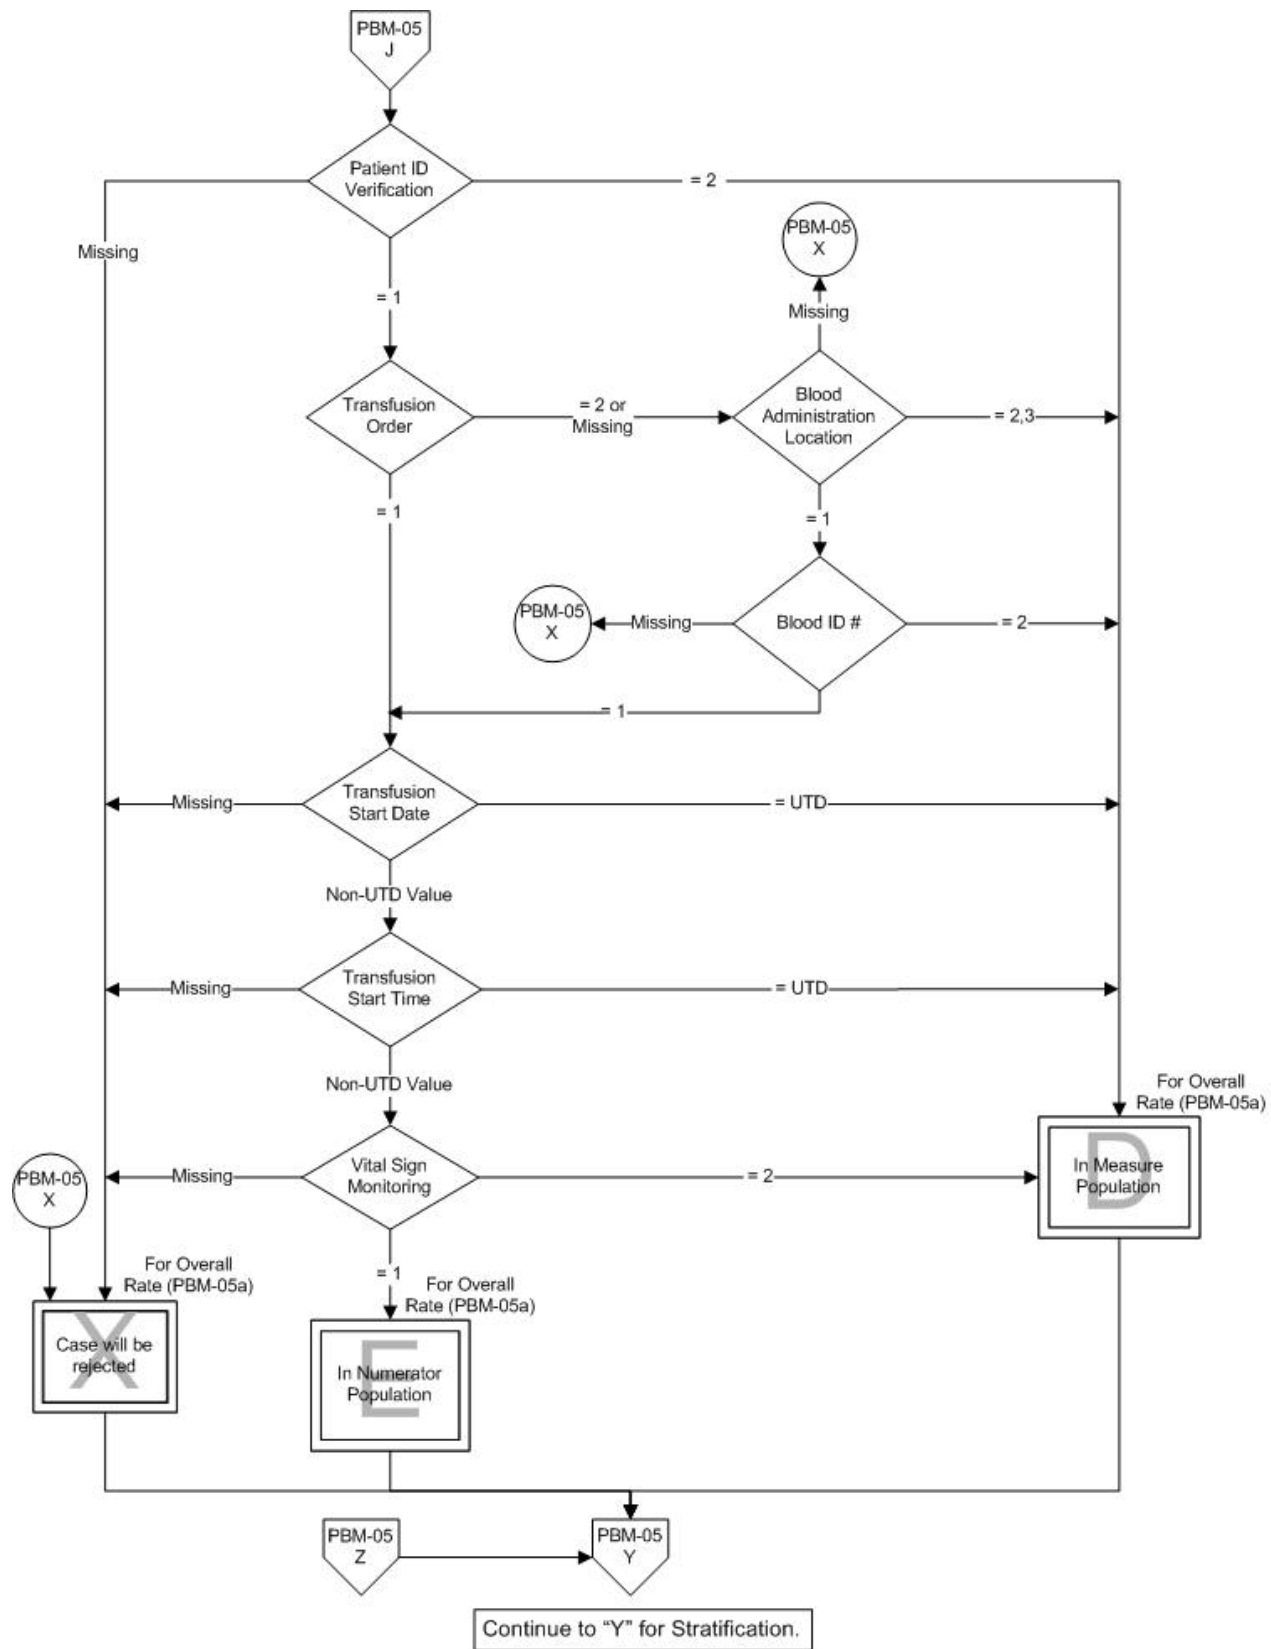 PBM-05
J
Patient ID
Verification
= 2
Missing
PBM-05
X
= 1
Missing
Transfusion
Order
= 2 or
Missing
Blood
Administration
Location
= 2,3
= 1
= 1
PBM-05
X
Missing
Blood ID #
= 2
= 1
Missing
Transfusion
Start Date
= UTD
Non-UTD Value
Missing
Transfusion
Start Time
= UTD
Non-UTD Value
For Overall
Rate (PBM-05a)
PBM-05
X
Missing
Vital Sign
Monitoring
= 2
D
In Measure
Population
For Overall
Rate (PBM-05a)
= 1
For Overall
Rate (PBM-05a)
X
Case will be
rejected
E
In Numerator
Population
PBM-05
Z
PBM-05
Y
Continue to “Y” for Stratification.